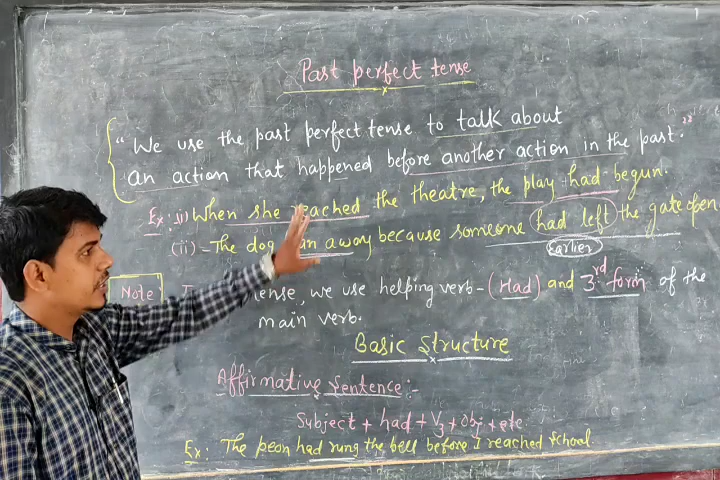 Past perfect tense
"We use the past perfect tense to talk about
an action that happened before another action in the past."
Ex: (i) When she reached the theatre, the play had begun.
(ii) - The dog ran away because someone had left the gate open
Earlier
Note: ense, we use helping verb - (Had) and 3rd form of the
main verb.
Basic Structure
Affirmative Sentence:-
Subject + had + V3 + Obj + etc
Ex: The peon had rung the bell before I reached school.